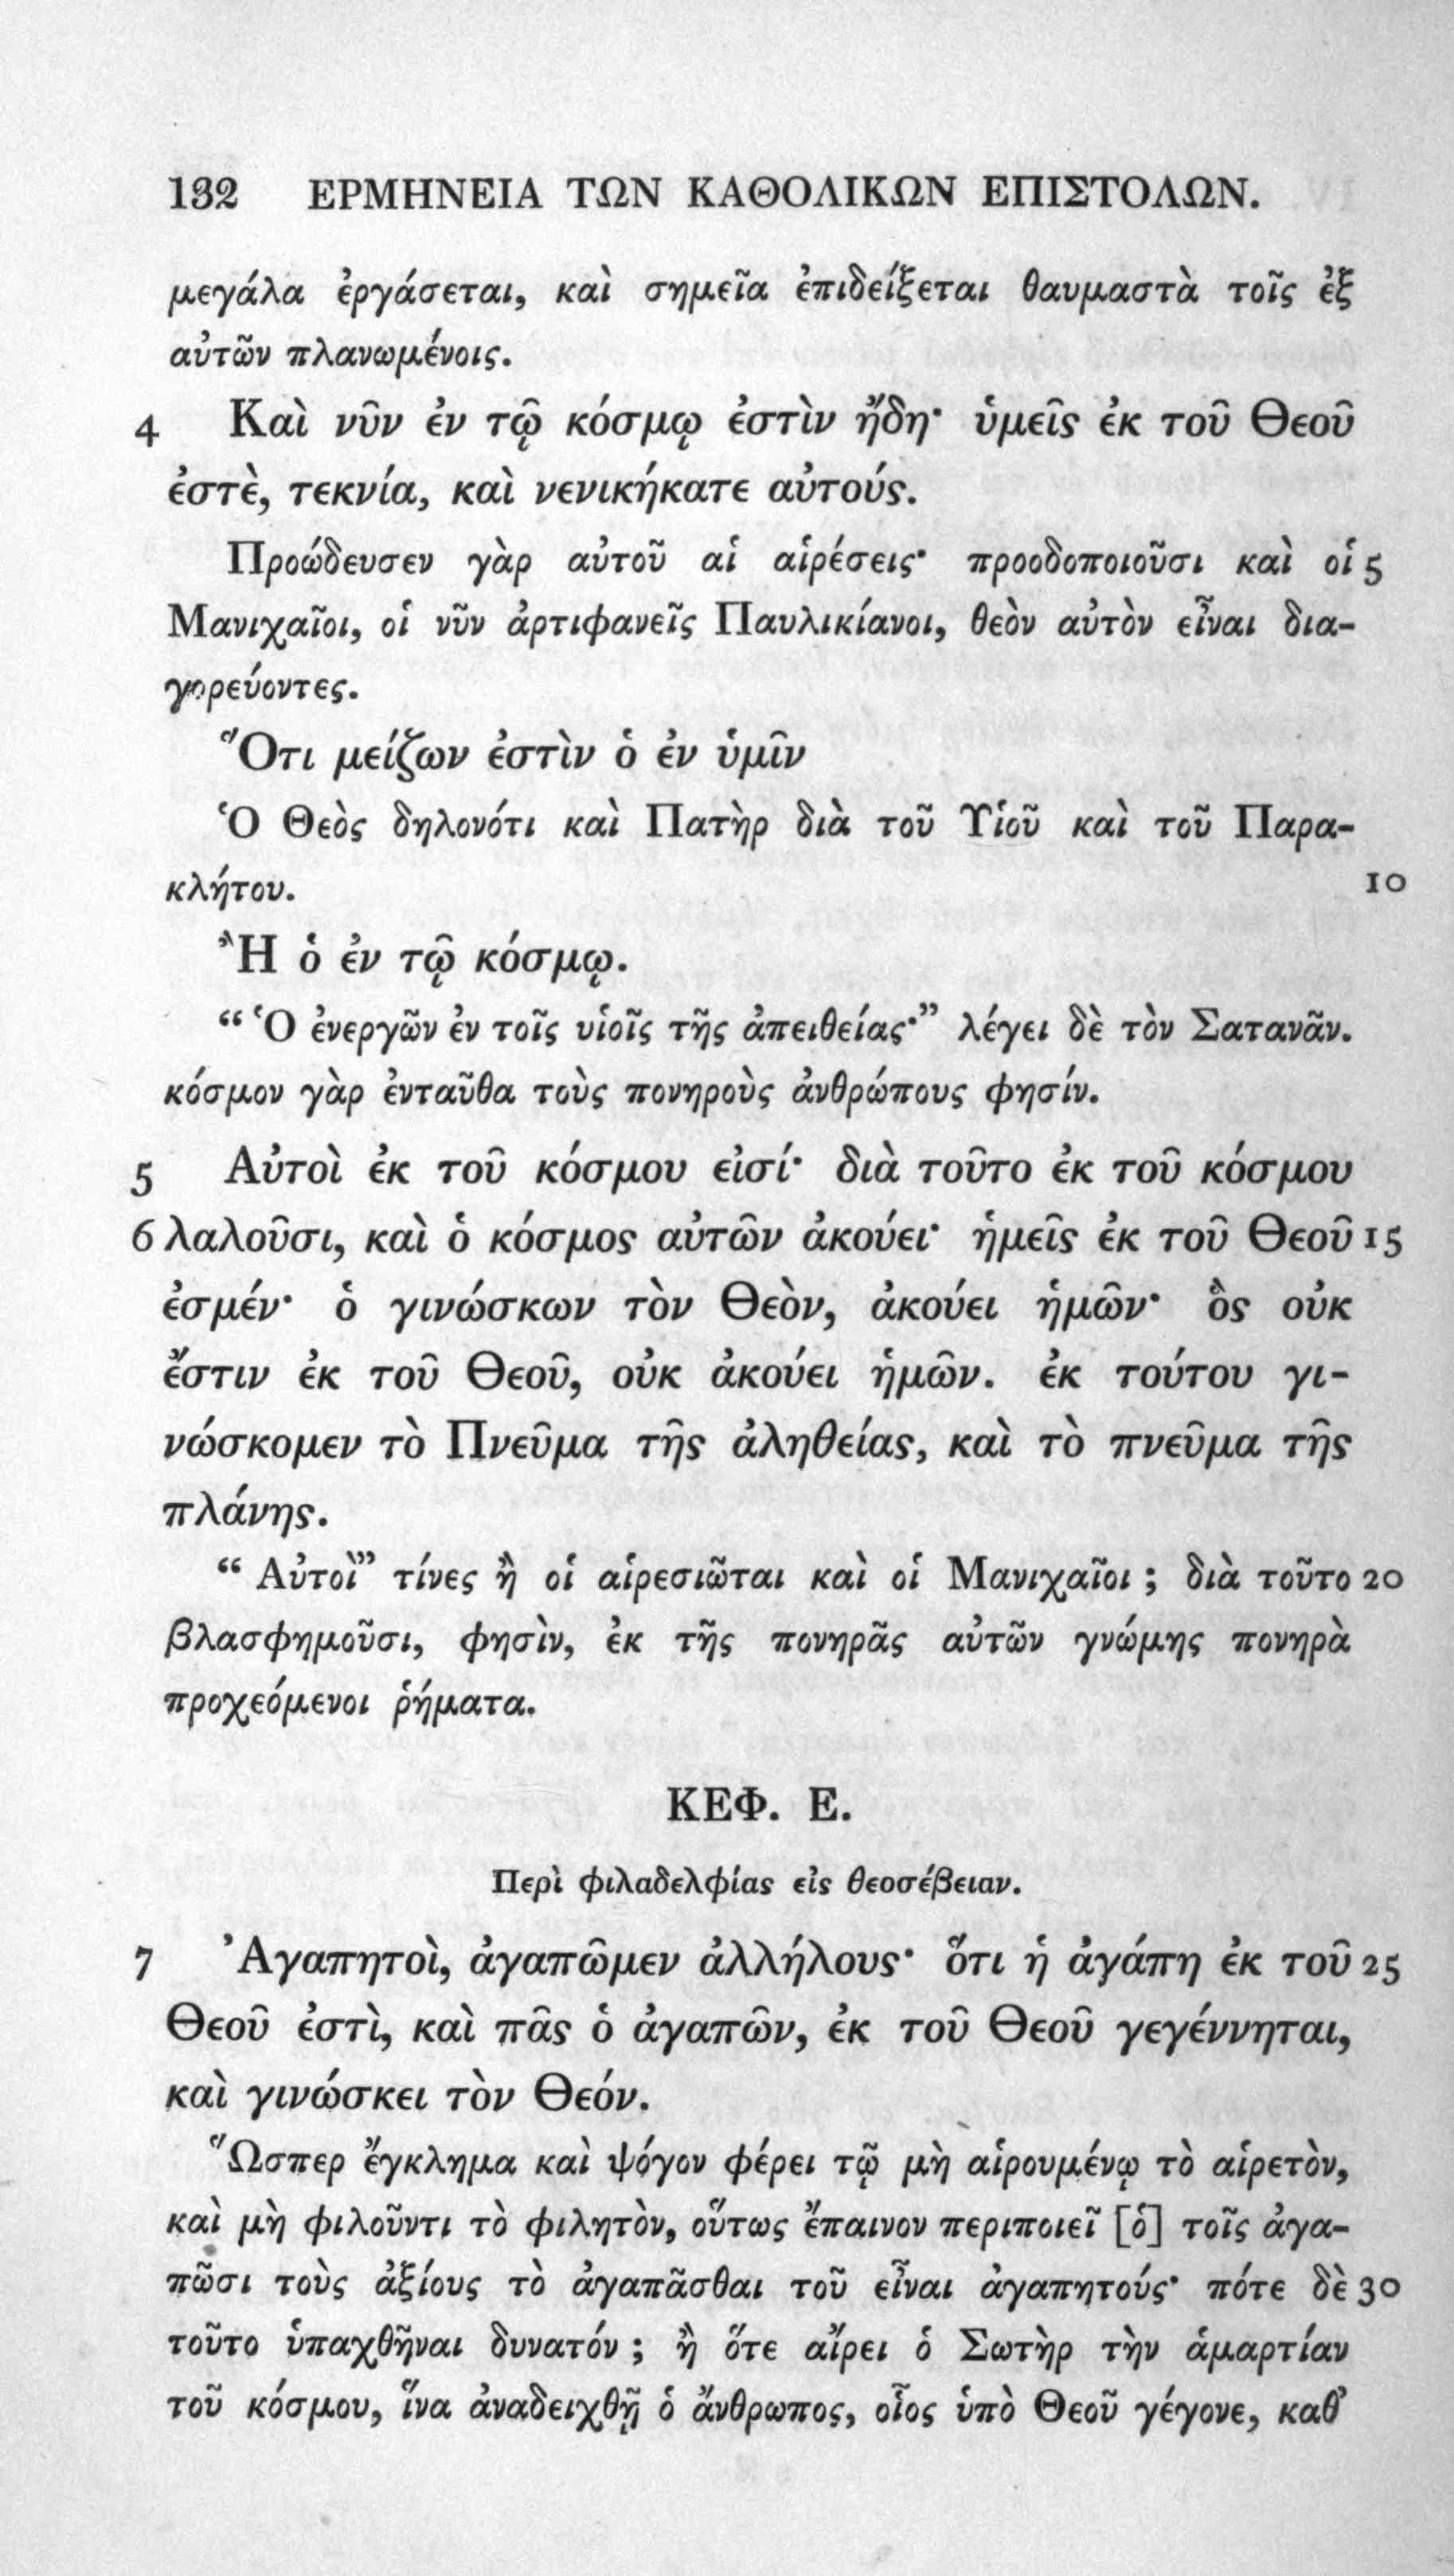 132 ΕΡΜΗΝΕΙΑ ΤΩΝ ΚΑΘΟΛΙΚΩΝ ΕΠΙΣΤΟΛΩΝ.
μεγάλα ἐργάσεται, καὶ σημεῖα ἐπιδείξεται θαυμαστὰ τοῖς ἐξ
αὐτῶν πλανωμένοις.
4 Καὶ νῦν ἐν τῷ κόσμῳ ἐστὶν ἤδη· ὑμεῖς ἐκ τοῦ Θεοῦ
ἐστὲ, τεκνία, καὶ νενικήκατε αὐτούς.
Προώδευσεν γὰρ αὐτοῦ αἱ αἱρέσεις· προοδοποιοῦσι καὶ οἱ 5
Μανιχαῖοι, οἱ νῦν ἀρτιφανεῖς Παυλικίανοι, θεὸν αὐτὸν εἶναι δια-
γορεύοντες.
Ὅτι μείζων ἐστὶν ὁ ἐν ὑμῖν
Ὁ Θεὸς δηλονότι καὶ Πατὴρ διὰ τοῦ Υἱοῦ καὶ τοῦ Παρα-
κλήτου. 10
Ἢ ὁ ἐν τῷ κόσμῳ.
“ Ὁ ἐνεργῶν ἐν τοῖς υἱοῖς τῆς ἀπειθείας·” λέγει δὲ τὸν Σατανᾶν.
κόσμον γὰρ ἐνταῦθα τοὺς πονηροὺς ἀνθρώπους φησίν.
5 Αὐτοὶ ἐκ τοῦ κόσμου εἰσί· διὰ τοῦτο ἐκ τοῦ κόσμου
6 λαλοῦσι, καὶ ὁ κόσμος αὐτῶν ἀκούει· ἡμεῖς ἐκ τοῦ Θεοῦ 15
ἐσμέν· ὁ γινώσκων τὸν Θεὸν, ἀκούει ἡμῶν· ὃς οὐκ
ἔστιν ἐκ τοῦ Θεοῦ, οὐκ ἀκούει ἡμῶν. ἐκ τούτου γι-
νώσκομεν τὸ Πνεῦμα τῆς ἀληθείας, καὶ τὸ πνεῦμα τῆς
πλάνης.
“ Αὐτοὶ” τίνες ἢ οἱ αἱρεσιῶται καὶ οἱ Μανιχαῖοι ; διὰ τοῦτο 20
βλασφημοῦσι, φησὶν, ἐκ τῆς πονηρᾶς αὐτῶν γνώμης πονηρὰ
προχεόμενοι ῥήματα.
ΚΕΦ. Ε.
Περὶ φιλαδελφίας εἰς θεοσέβειαν.
7 Ἀγαπητοὶ, ἀγαπῶμεν ἀλλήλους· ὅτι ἡ ἀγάπη ἐκ τοῦ 25
Θεοῦ ἐστὶ, καὶ πᾶς ὁ ἀγαπῶν, ἐκ τοῦ Θεοῦ γεγέννηται,
καὶ γινώσκει τὸν Θεόν.
Ὥσπερ ἔγκλημα καὶ ψόγον φέρει τῷ μὴ αἱρουμένῳ τὸ αἱρετὸν,
καὶ μὴ φιλοῦντι τὸ φιλητὸν, οὕτως ἔπαινον περιποιεῖ [ὁ] τοῖς ἀγα-
πῶσι τοὺς ἀξίους τὸ ἀγαπᾶσθαι τοῦ εἶναι ἀγαπητούς· πότε δὲ 30
τοῦτο ὑπαχθῆναι δυνατόν ; ἢ ὅτε αἴρει ὁ Σωτὴρ τὴν ἁμαρτίαν
τοῦ κόσμου, ἵνα ἀναδειχθῇ ὁ ἄνθρωπος, οἷος ὑπὸ Θεοῦ γέγονε, καθ’